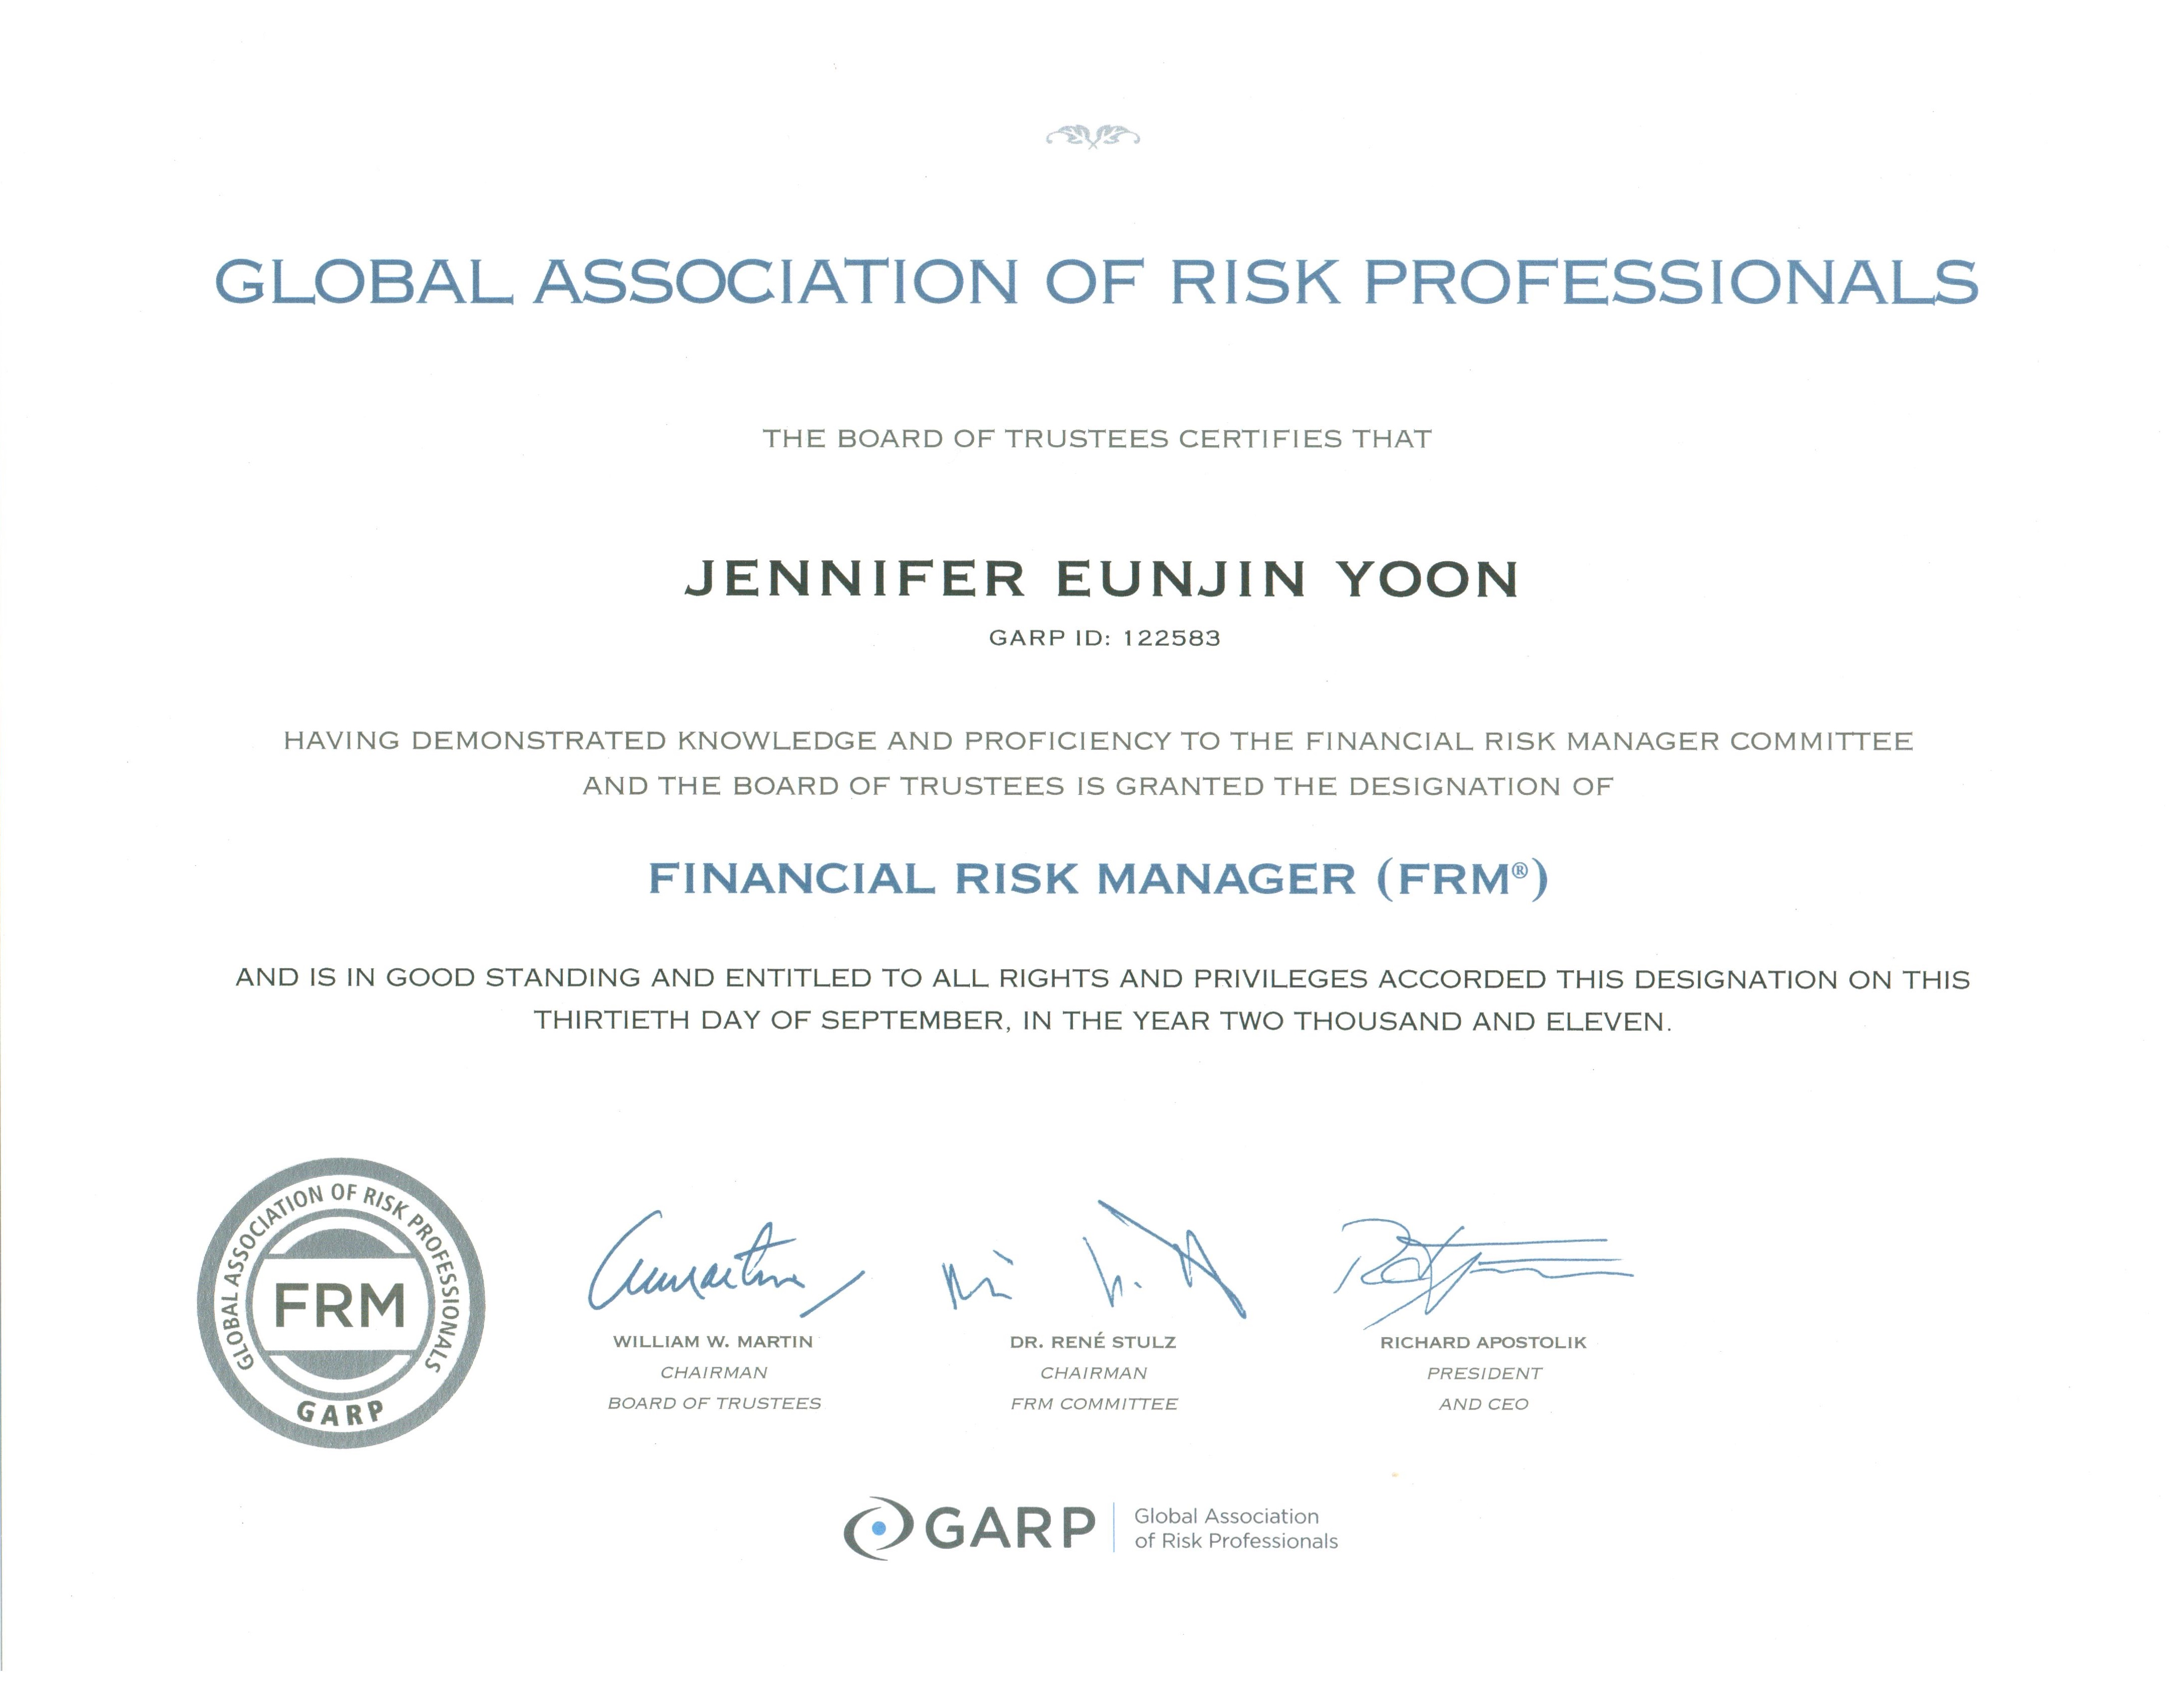 GLOBAL ASSOCIATION OF RISK PROFESSIONALS
THE BOARD OF TRUSTEES CERTIFIES THAT
JENNIFER EUNJIN YOON
GARP ID: 122583
HAVING DEMONSTRATED KNOWLEDGE AND PROFICIENCY TO THE FINANCIAL RISK MANAGER COMMITTEE
AND THE BOARD OF TRUSTEES IS GRANTED THE DESIGNATION OF
FINANCIAL RISK MANAGER (FRM®)
AND IS IN GOOD STANDING AND ENTITLED TO ALL RIGHTS AND PRIVILEGES ACCORDED THIS DESIGNATION ON THIS
THIRTIETH DAY OF SEPTEMBER, IN THE YEAR TWO THOUSAND AND ELEVEN.
GLOBAL ASSOCIATION OF RISK PROFESSIONALS
FRM
GARP
WILLIAM W. MARTIN
CHAIRMAN
BOARD OF TRUSTEES
DR. RENÉ STULZ
CHAIRMAN
FRM COMMITTEE
RICHARD APOSTOLIK
PRESIDENT
AND CEO
GARP
Global Association
of Risk Professionals